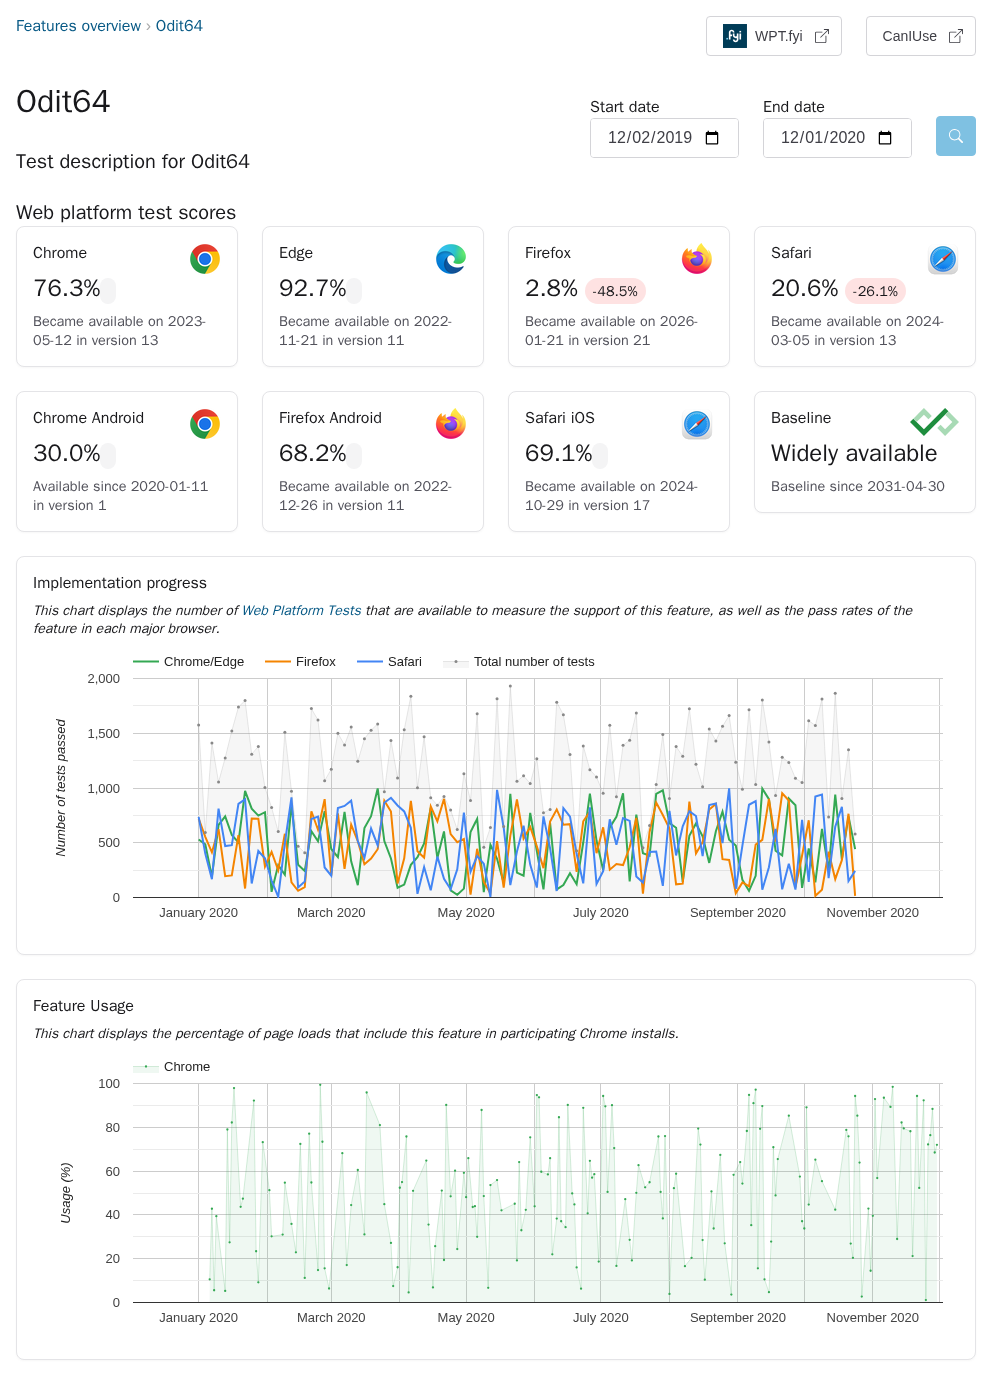 Features overview › Odit64
.fyi WPT.fyi
CanIUse
Odit64
Start date
End date
12/02/2019
12/01/2020
Test description for Odit64
Web platform test scores
Chrome
76.3%
Became available on 2023-
05-12 in version 13
Edge
92.7%
Became available on 2022-
11-21 in version 11
Firefox
2.8% -48.5%
Became available on 2026-
01-21 in version 21
Safari
20.6% -26.1%
Became available on 2024-
03-05 in version 13
Chrome Android
30.0%
Available since 2020-01-11
in version 1
Firefox Android
68.2%
Became available on 2022-
12-26 in version 11
Safari iOS
69.1%
Became available on 2024-
10-29 in version 17
Baseline
Widely available
Baseline since 2031-04-30
Implementation progress
This chart displays the number of Web Platform Tests that are available to measure the support of this feature, as well as the pass rates of the
feature in each major browser.
Chrome/Edge Firefox Safari Total number of tests
Number of tests passed
2,000
1,500
1,000
500
0
January 2020 March 2020 May 2020 July 2020 September 2020 November 2020
Feature Usage
This chart displays the percentage of page loads that include this feature in participating Chrome installs.
Chrome
Usage (%)
100
80
60
40
20
0
January 2020 March 2020 May 2020 July 2020 September 2020 November 2020